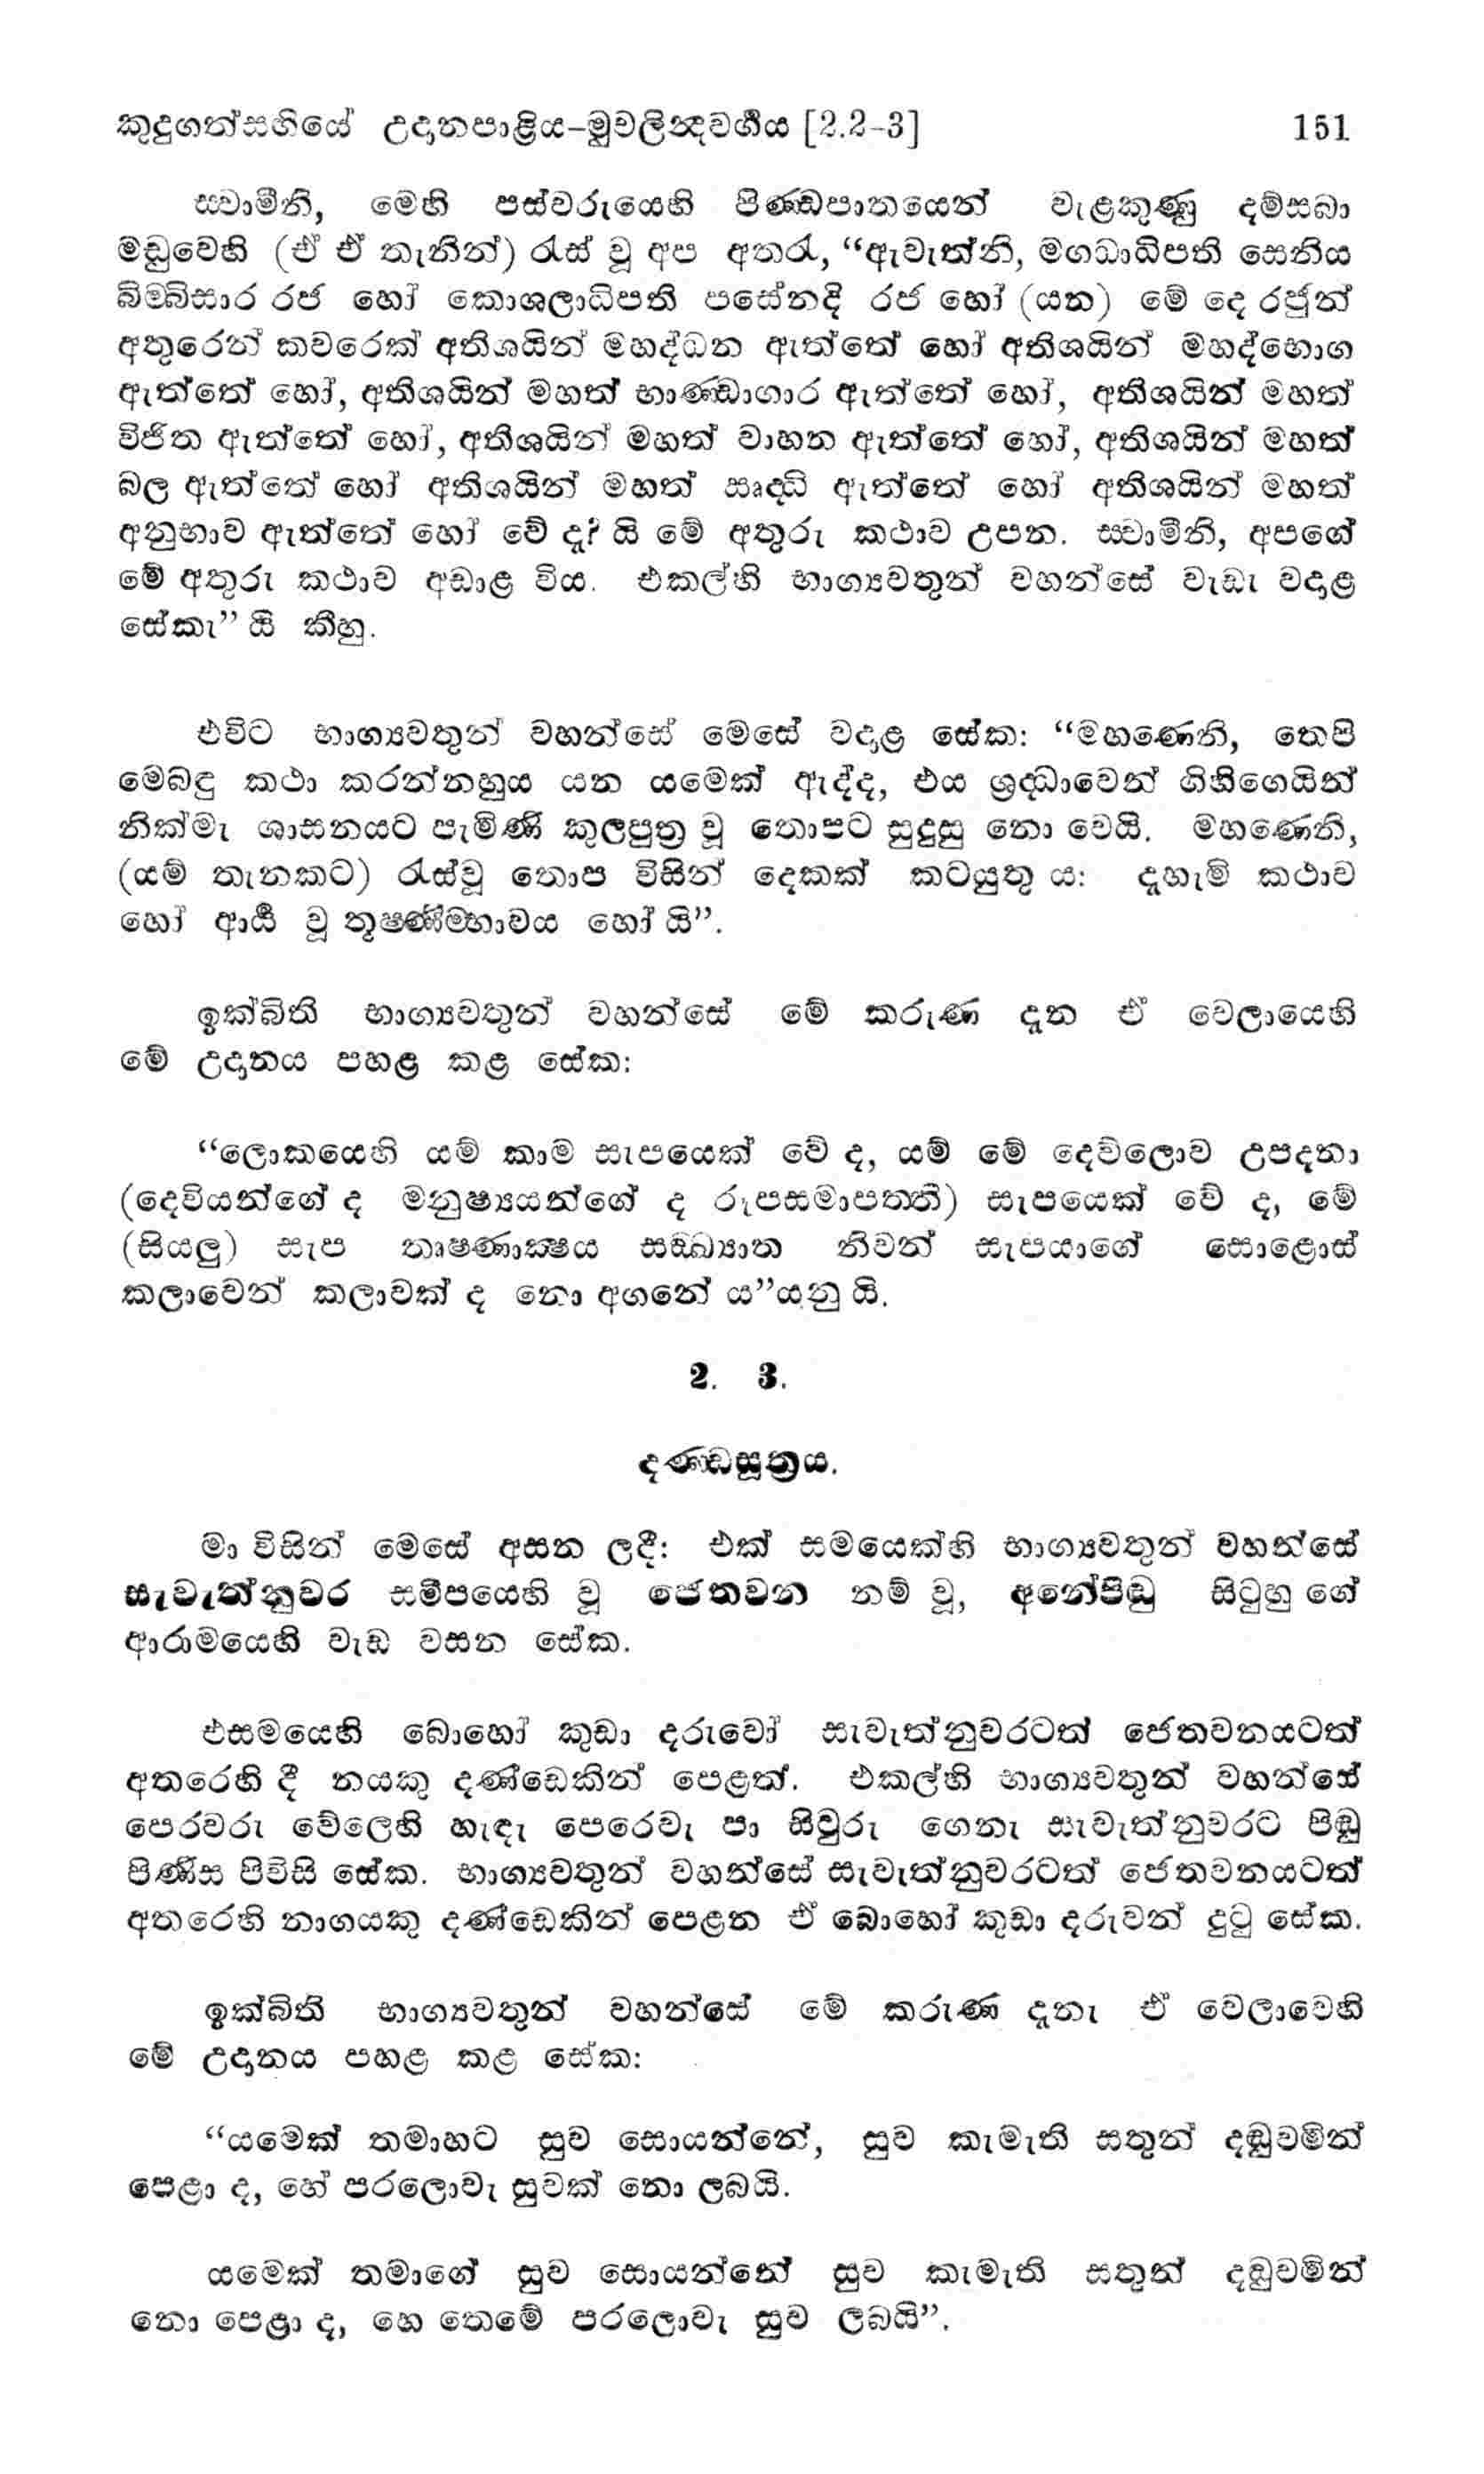 කුදුගත්සඟියේ උදනපාළිය-මුචලින්‍දවර්‍ගය [2.2-3] 151
ස්‍වාමීනි, මෙහි පස්වරුයෙහි පිණ්‍ඩපාතයෙන් වැළකුණු දම්සබා
මඩුවෙහි (ඒ ඒ තැනින්) රැස් වූ අප අතරැ, “ඇවැත්නි, මගධාධිපති සෙනිය
බිම්‍බිසාර රජ හෝ කොශලාධිපති පසේනදි රජ හෝ (යන) මේ දෙ රජුන්
අතුරෙන් කවරෙක් අතිශයින් මහද්ධන ඇත්තේ හෝ අතිශයින් මහද්භොග
ඇත්තේ හෝ, අතිශයින් මහත් භාණ්‍ඩාගාර ඇත්තේ හෝ, අතිශයින් මහත්
විජිත ඇත්තේ හෝ, අතිශයින් මහත් වාහන ඇත්තේ හෝ, අතිශයින් මහත්
බල ඇත්තේ හෝ අතිශයින් මහත් ඍද්‍ධි ඇත්තේ හෝ අතිශයින් මහත්
අනුභාව ඇත්තේ හෝ වේ දැ? යි මේ අතුරු කථාව උපන. ස්‍වාමීනි, අපගේ
මේ අතුරු කථාව අඩාළ විය. එකල්හි භාග්‍යවතුන් වහන්සේ වැඩැ වදාළ
සේකැ” යි කීහු.
එවිට භාග්‍යවතුන් වහන්සේ මෙසේ වදාළ සේක: “මහණෙනි, තෙපි
මෙබඳු කථා කරන්නහුය යන යමෙක් ඇද්ද, එය ශ්‍රද්‍ධාවෙන් ගිහිගෙයින්
නික්මැ ශාසනයට පැමිණි කුලපුත්‍ර වූ තොපට සුදුසු නො වෙයි. මහණෙනි,
(යම් තැනකට) රැස්වූ තොප විසින් දෙකක් කටයුතු ය: දැහැමි කථාව
හෝ ආර්‍ය්‍ය වූ තූෂ්ණීම්භාවය හෝ යි”.
ඉක්බිති භාග්‍යවතුන් වහන්සේ මේ කරුණ දැන ඒ වෙලායෙහි
මේ උදනය පහළ කළ සේක:
“ලොකයෙහි යම් කාම සැපයෙක් වේ ද, යම් මේ දෙව්ලොව උපදනා
(දෙවියන්ගේ ද මනුෂ්‍යයන්ගේ ද රූපසමාපත්ති) සැපයෙක් වේ ද, මේ
(සියලු) සැප තෘෂ්ණාක්‍ෂය සඞ්ඛ්‍යාත නිවන් සැපයාගේ සොළොස්
කලාවෙන් කලාවක් ද නො අගනේ ය”යනු යි.
2. 3.
දණ්‍ඩසූත්‍රය.
මා විසින් මෙසේ අසන ලදී: එක් සමයෙක්හි භාග්‍යවතුන් වහන්සේ
සැවැත්නුවර සමීපයෙහි වූ ජෙතවන නම් වූ, අනේපිඬු සිටුහු ගේ
ආරාමයෙහි වැඩ වසන සේක.
එසමයෙහි බොහෝ කුඩා දරුවෝ සැවැත්නුවරටත් ජෙතවනයටත්
අතරෙහි දී නයකු දණ්ඩෙකින් පෙළත්. එකල්හි භාග්‍යවතුන් වහන්සේ
පෙරවරු වේලෙහි හැඳැ පෙරෙවැ පා සිවුරු ගෙනැ සැවැත්නුවරට පිඬු
පිණිස පිවිසි සේක. භාග්‍යවතුන් වහන්සේ සැවැත්නුවරටත් ජෙතවනයටත්
අතරෙහි නාගයකු දණ්ඩෙකින් පෙළන ඒ බොහෝ කුඩා දරුවන් දුටු සේක.
ඉක්බිති භාග්‍යවතුන් වහන්සේ මේ කරුණ දැනැ ඒ වෙලාවෙහි
මේ උදානය පහළ කළ සේක:
“යමෙක් තමාහට සුව සොයන්නේ, සුව කැමැති සතුන් දඬුවමින්
පෙළා ද, හේ පරලොවැ සුවක් නො ලබයි.
යමෙක් තමාගේ සුව සොයන්නේ සුව කැමැති සතුන් දඬුවමින්
නො පෙළා ද, හෙ තෙමේ පරලොවැ සුව ලබයි”.